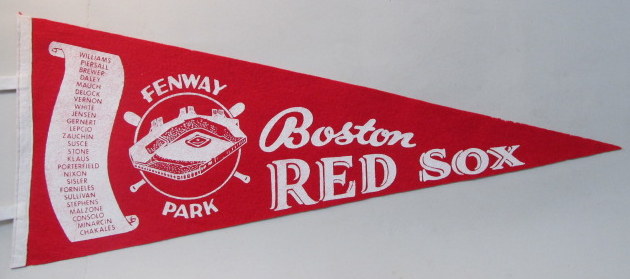 WILLIAMS
PIERSALL
BREWER
DALEY
MAUCH
DELOCK
VERNON
WHITE
JENSEN
GERNERT
LEPCIO
ZAUCHIN
SUSCE
STONE
KLAUS
PORTERFIELD
NIXON
SISLER
FORNIELES
SULLIVAN
STEPHENS
MALZONE
CONSOLO
MINARCIN
CHAKALES
FENWAY
PARK
Boston
RED SOX